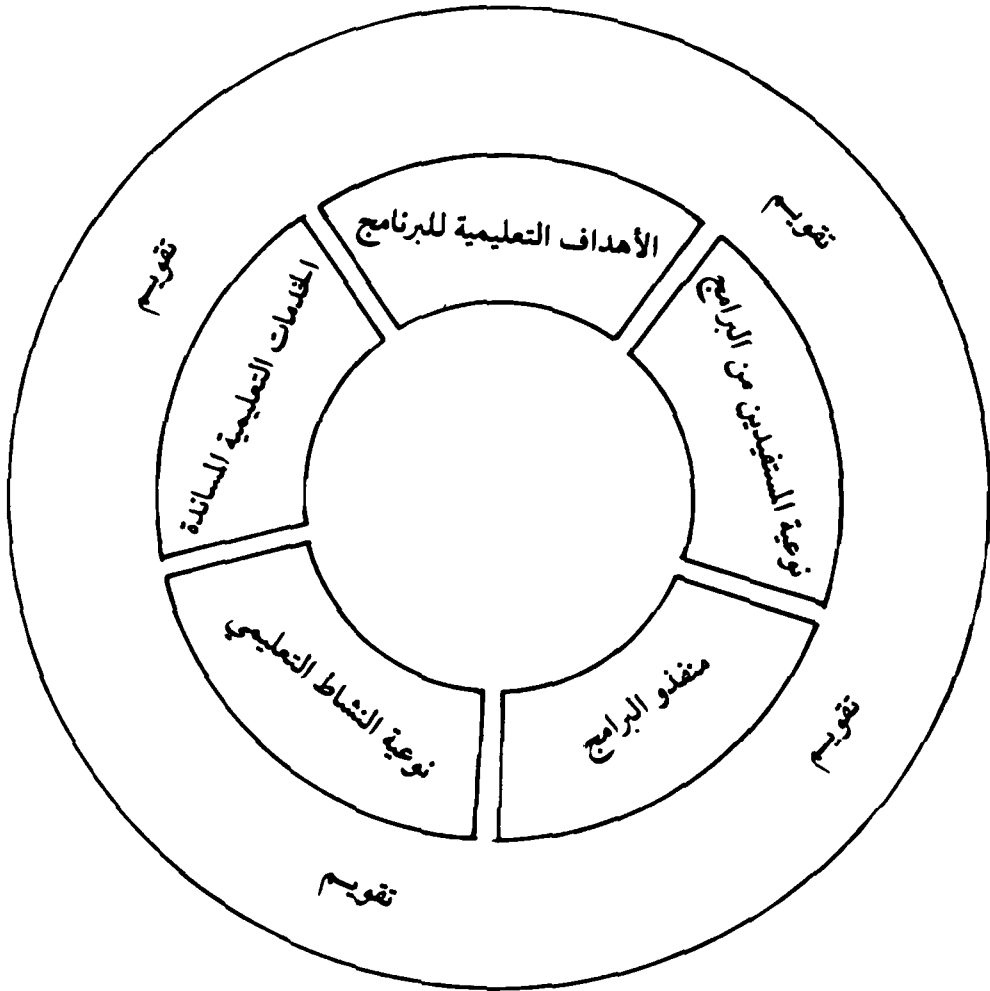 الأهداف التعليمية للبرنامج
نوعية المستفيدين من البرامج
منفذو البرامج
نوعية النشاط التعليمي
الخدمات التعليمية المساندة
تقويم
تقويم
تقويم
تقويم